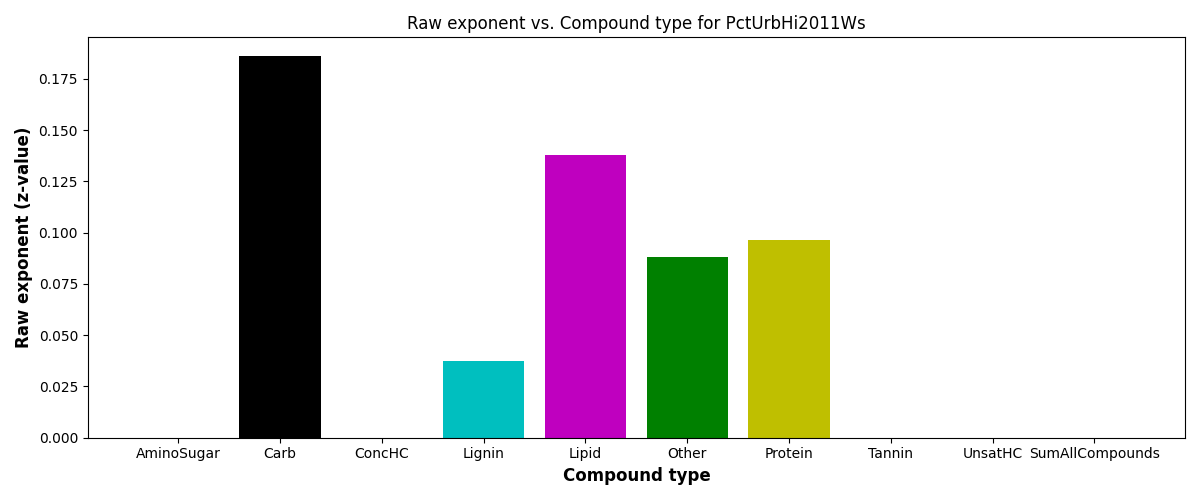 Raw exponent vs. Compound type for PctUrbHi2011Ws
Raw exponent (z-value)
0.175
0.150
0.125
0.100
0.075
0.050
0.025
0.000
AminoSugar Carb ConcHC Lignin Lipid Other Protein Tannin UnsatHC SumAllCompounds
Compound type